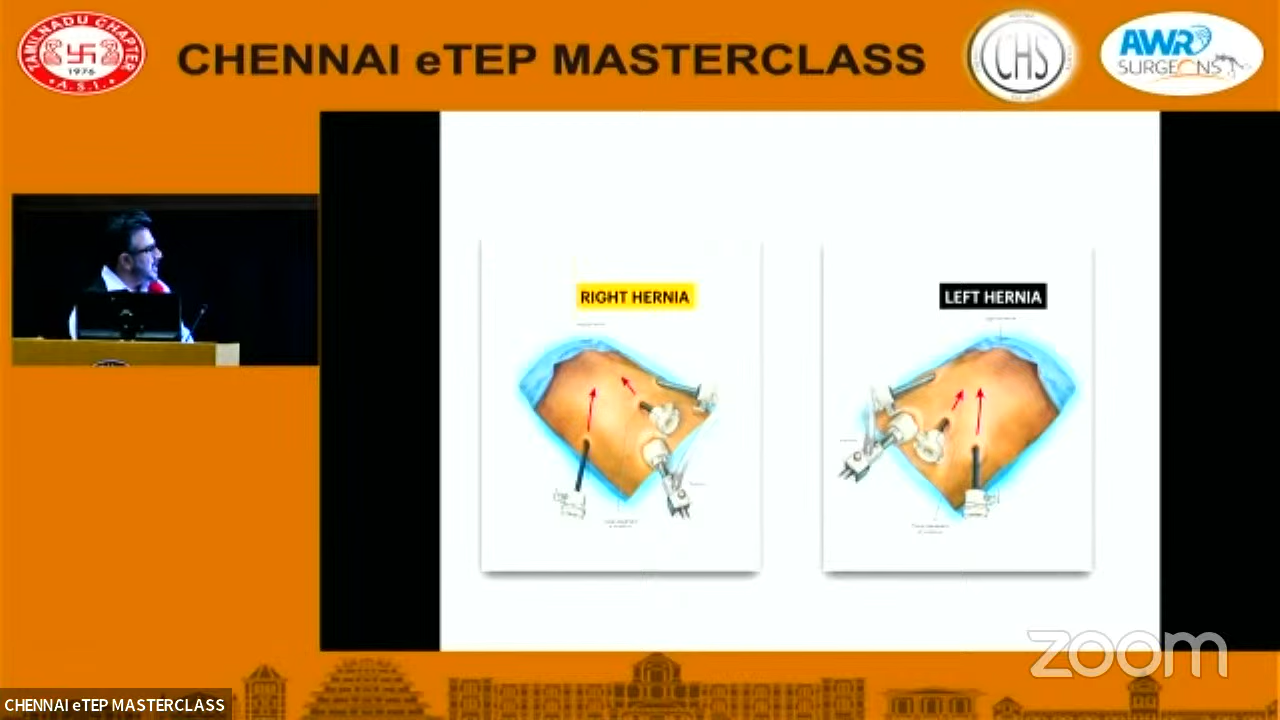 TAMILNADU CHAPTER
1976
A.S.I.
CHENNAI eTEP MASTERCLASS
CHS
AWR
SURGEONS
RIGHT HERNIA
LEFT HERNIA
zoom
CHENNAI eTEP MASTERCLASS